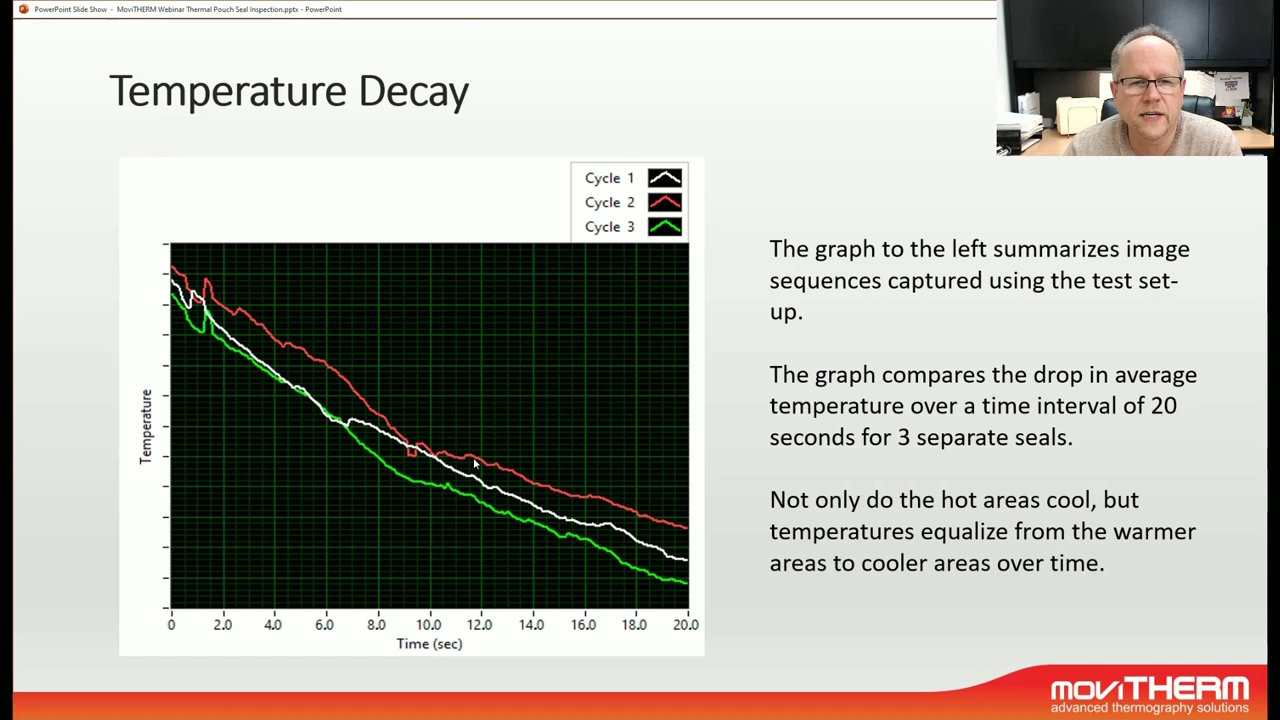 PowerPoint Slide Show - MoviTHERM Webinar Thermal Pouch Seal Inspection.pptx - PowerPoint
Temperature Decay
Cycle 1
Cycle 2
Cycle 3
Temperature
0 2.0 4.0 6.0 8.0 10.0 12.0 14.0 16.0 18.0 20.0
Time (sec)
The graph to the left summarizes image
sequences captured using the test set-
up.
The graph compares the drop in average
temperature over a time interval of 20
seconds for 3 separate seals.
Not only do the hot areas cool, but
temperatures equalize from the warmer
areas to cooler areas over time.
moviTHERM
advanced thermography solutions